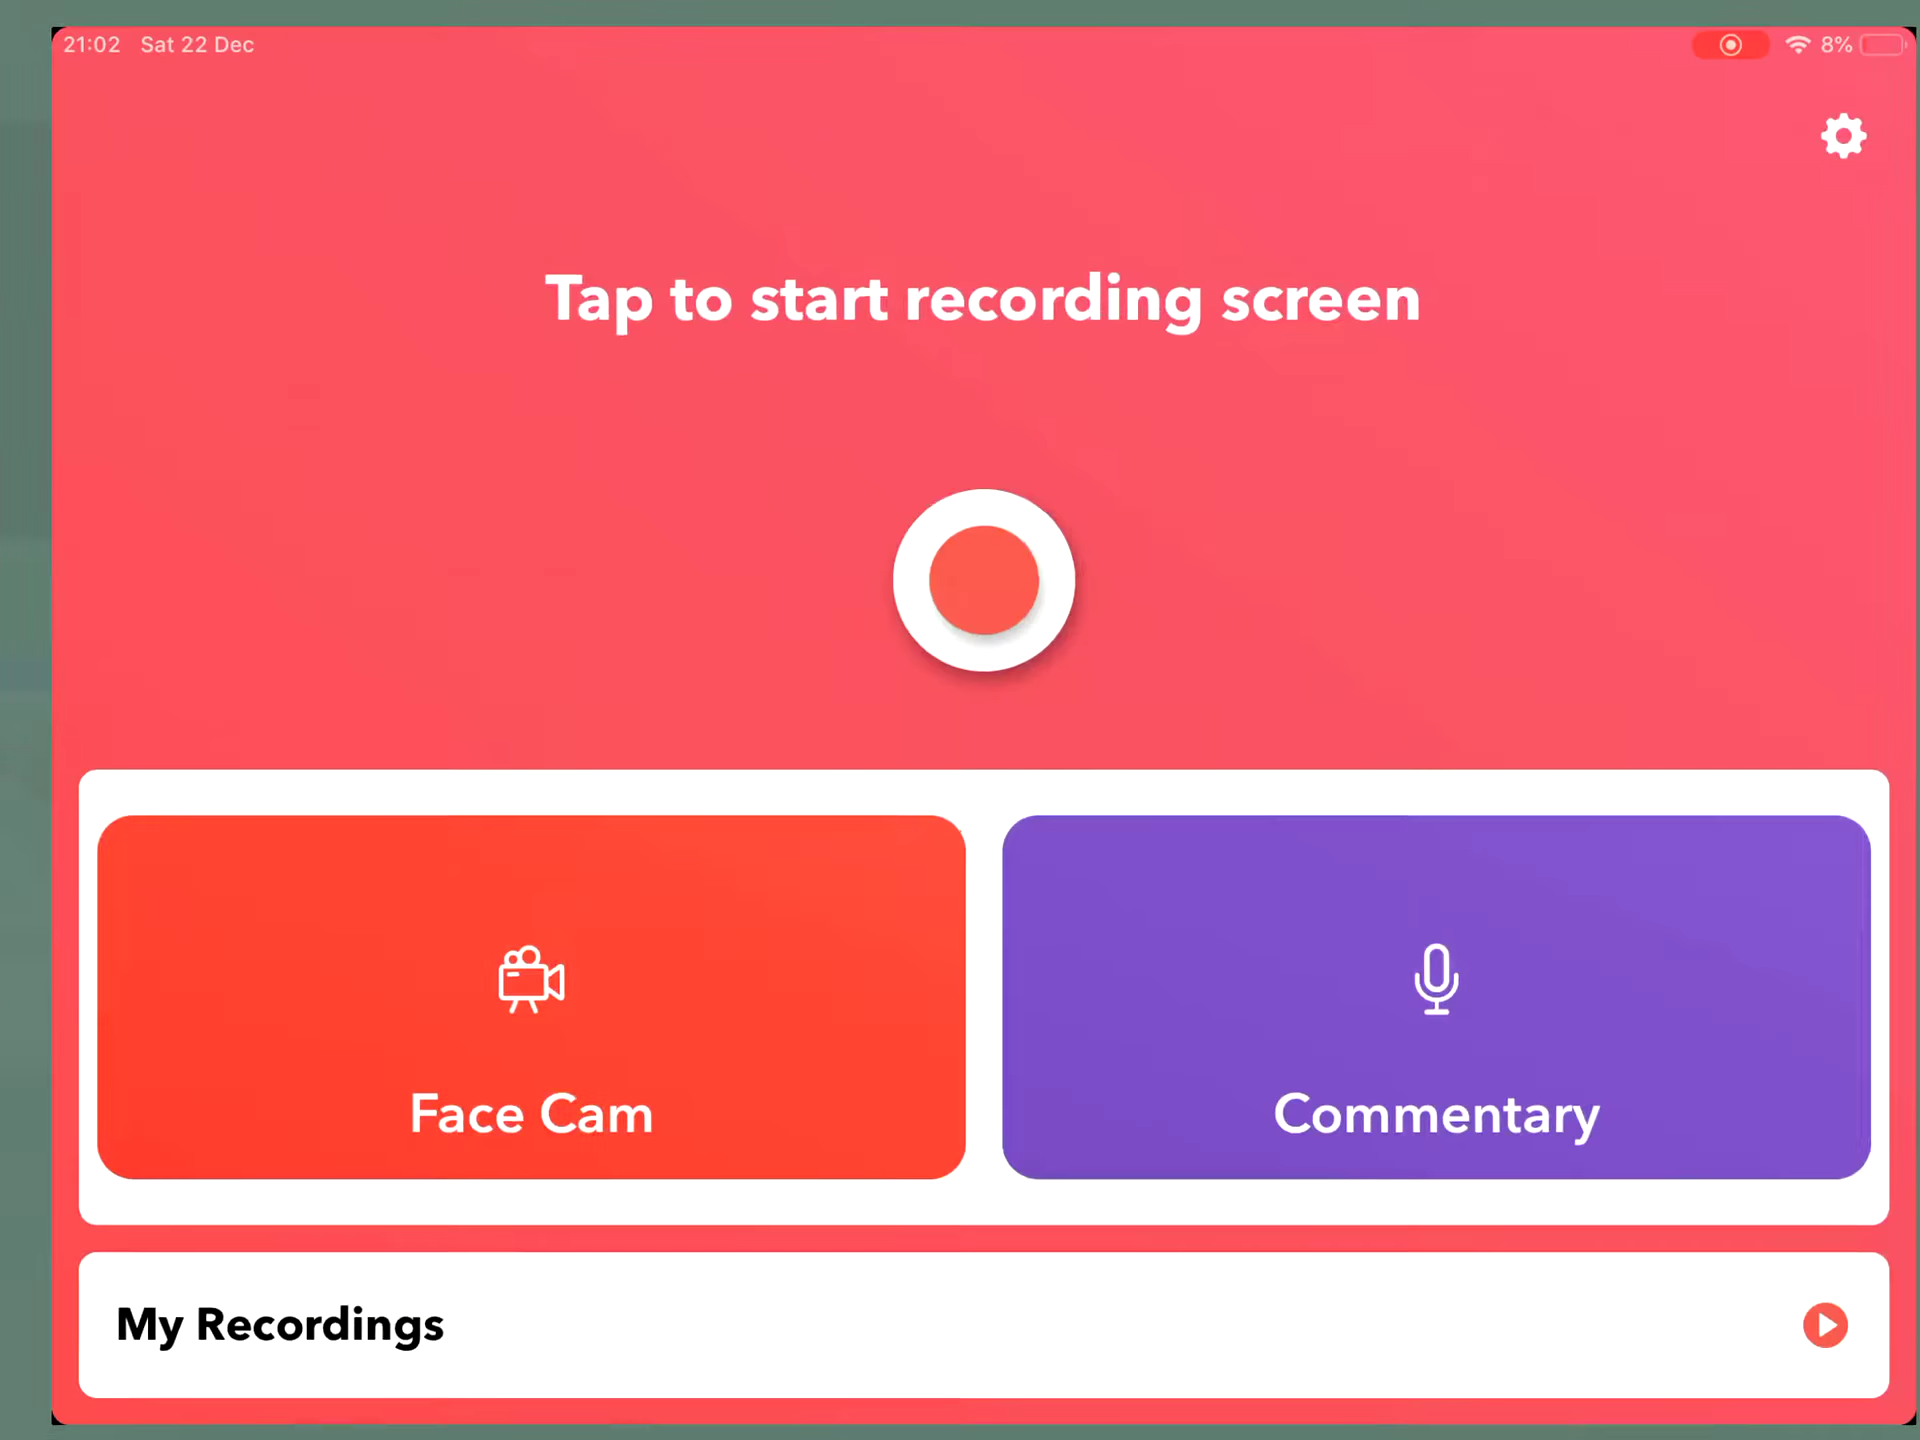 21:02 Sat 22 Dec 8%
Tap to start recording screen
Face Cam
Commentary
My Recordings